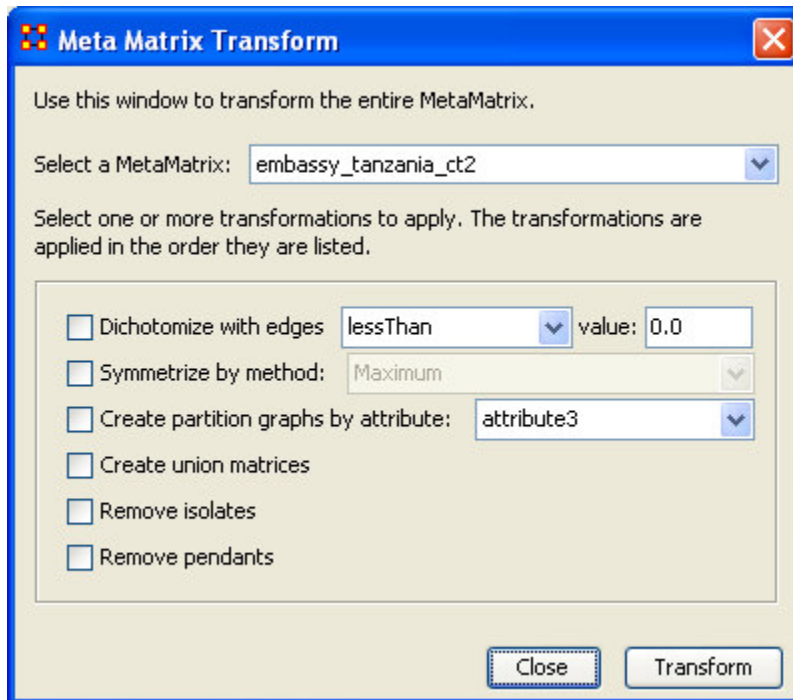 Meta Matrix Transform
Use this window to transform the entire MetaMatrix.
Select a MetaMatrix: embassy_tanzania_ct2
Select one or more transformations to apply. The transformations are
applied in the order they are listed.
Dichotomize with edges lessThan value: 0.0
Symmetrize by method: Maximum
Create partition graphs by attribute: attribute3
Create union matrices
Remove isolates
Remove pendants
Close Transform